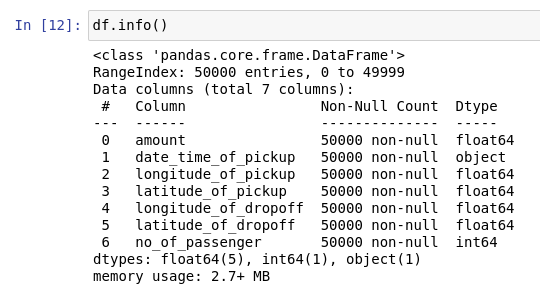 In [12]: df.info()
<class 'pandas.core.frame.DataFrame'>
RangeIndex: 50000 entries, 0 to 49999
Data columns (total 7 columns):
 #   Column                Non-Null Count  Dtype
---  ------                --------------  -----
 0   amount                50000 non-null  float64
 1   date_time_of_pickup   50000 non-null  object
 2   longitude_of_pickup   50000 non-null  float64
 3   latitude_of_pickup    50000 non-null  float64
 4   longitude_of_dropoff  50000 non-null  float64
 5   latitude_of_dropoff   50000 non-null  float64
 6   no_of_passenger       50000 non-null  int64
dtypes: float64(5), int64(1), object(1)
memory usage: 2.7+ MB